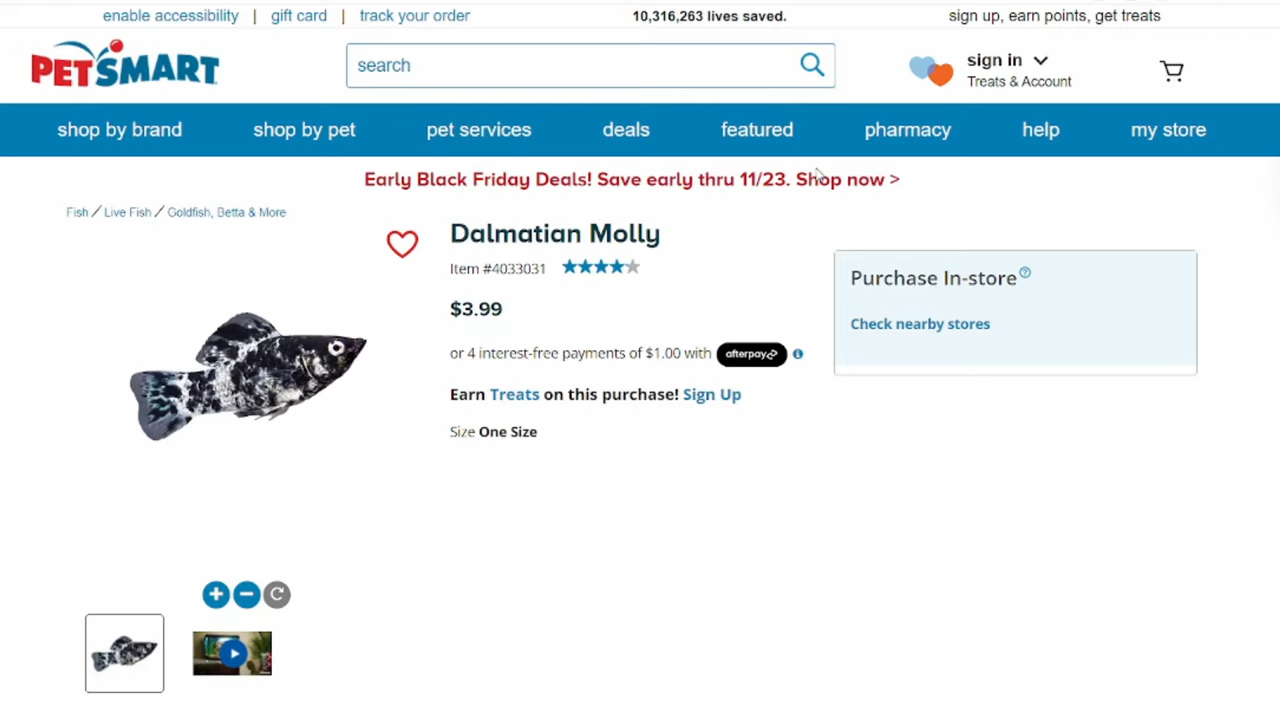 enable accessibility | gift card | track your order 10,316,263 lives saved. sign up, earn points, get treats
PETSMART
search
sign in
Treats & Account
shop by brand shop by pet pet services deals featured pharmacy help my store
Early Black Friday Deals! Save early thru 11/23. Shop now >
Fish / Live Fish / Goldfish, Betta & More
Dalmatian Molly
Item #4033031
$3.99
or 4 interest-free payments of $1.00 with afterpay
Earn Treats on this purchase! Sign Up
Size One Size
Purchase In-store
Check nearby stores